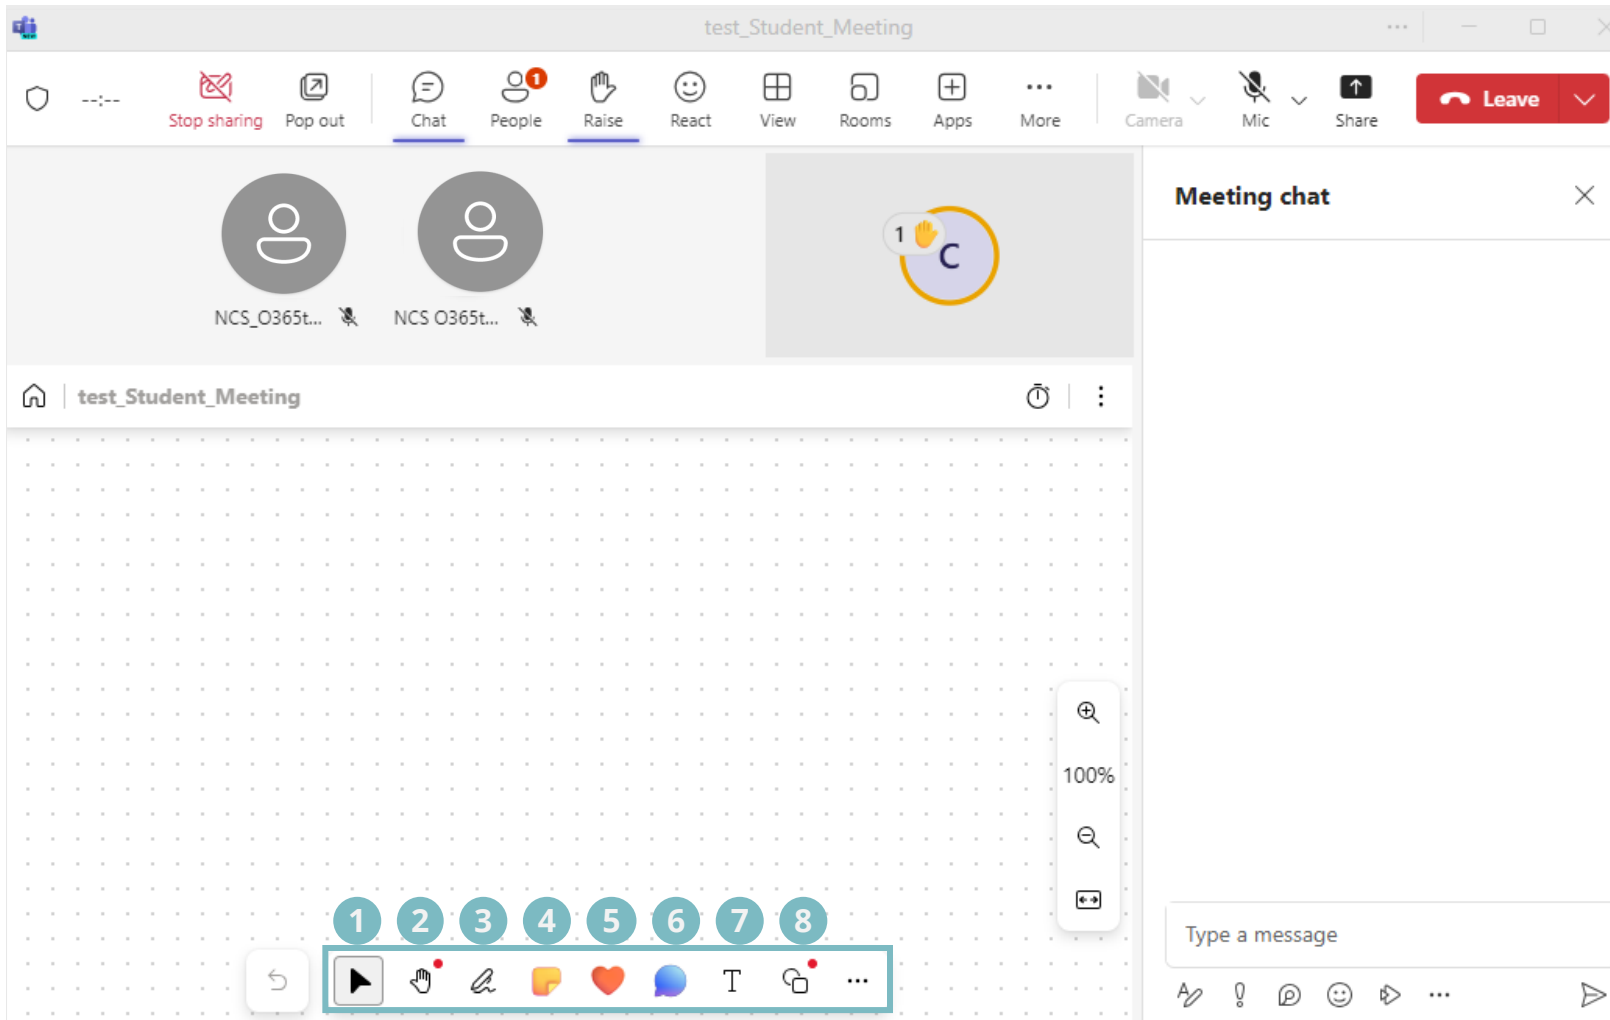 test_Student_Meeting
--:--
Stop sharing
Pop out
Chat
1
People
Raise
React
View
Rooms
Apps
More
Camera
Mic
Share
Leave
NCS_O365t...
NCS O365t...
1
C
Meeting chat
test_Student_Meeting
100%
1 2 3 4 5 6 7 8
T
Type a message